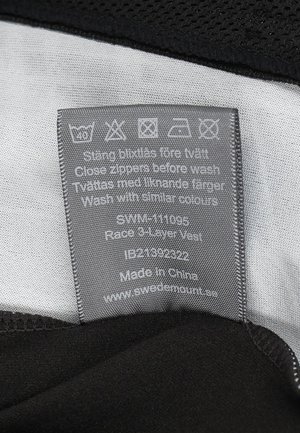 40
Stäng blixtlås före tvätt
Close zippers before wash
Tvättas med liknande färger
Wash with similar colours
SWM-111095
Race 3-Layer Vest
IB21392322
Made in China
www.swedemount.se